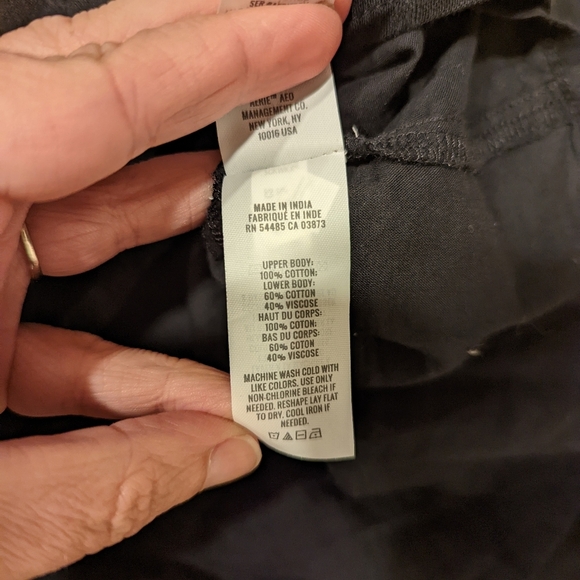 AERIE™ AEO
MANAGEMENT CO.
NEW YORK, NY
10016 USA
MADE IN INDIA
FABRIQUÉ EN INDE
RN 54485 CA 03873
UPPER BODY:
100% COTTON:
LOWER BODY:
60% COTTON
40% VISCOSE
HAUT DU CORPS:
100% COTON:
BAS DU CORPS:
60% COTON
40% VISCOSE
MACHINE WASH COLD WITH
LIKE COLORS. USE ONLY
NON-CHLORINE BLEACH IF
NEEDED. RESHAPE LAY FLAT
TO DRY. COOL IRON IF
NEEDED.